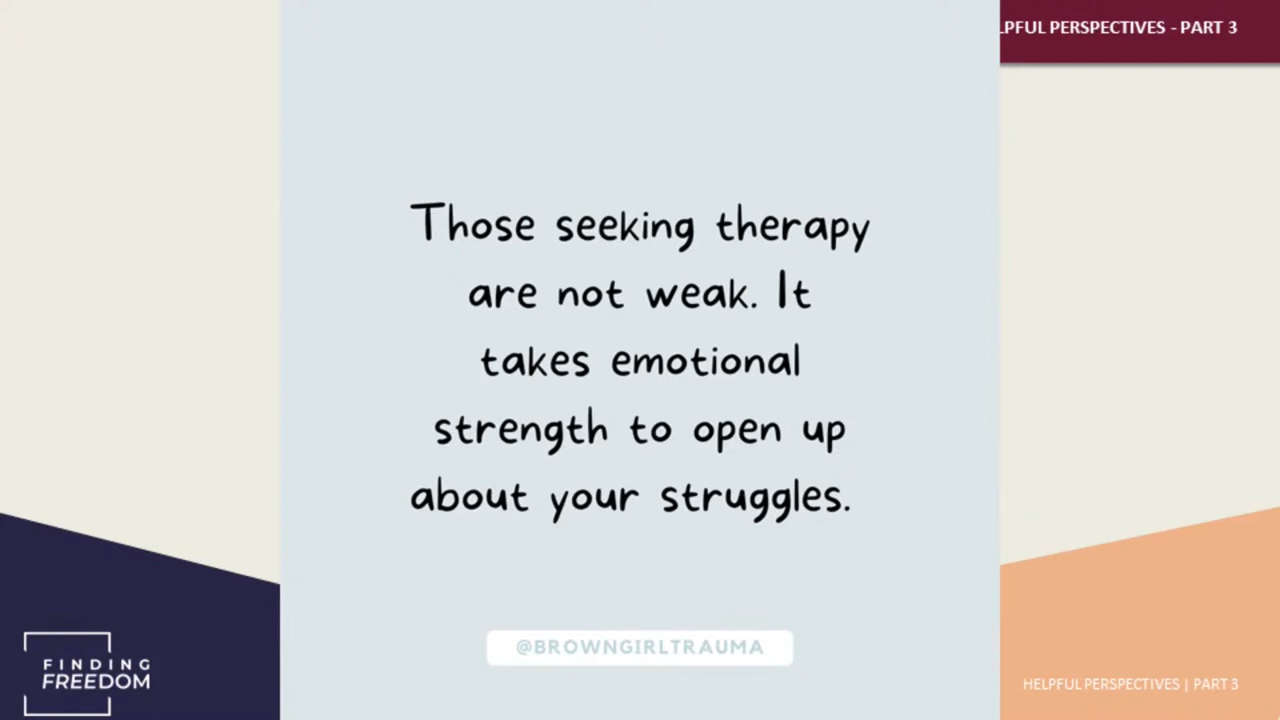 LPFUL PERSPECTIVES - PART 3
Those seeking therapy
are not weak. It
takes emotional
strength to open up
about your struggles.
@BROWNGIRLTRAUMA
FINDING
FREEDOM
HELPFUL PERSPECTIVES | PART 3